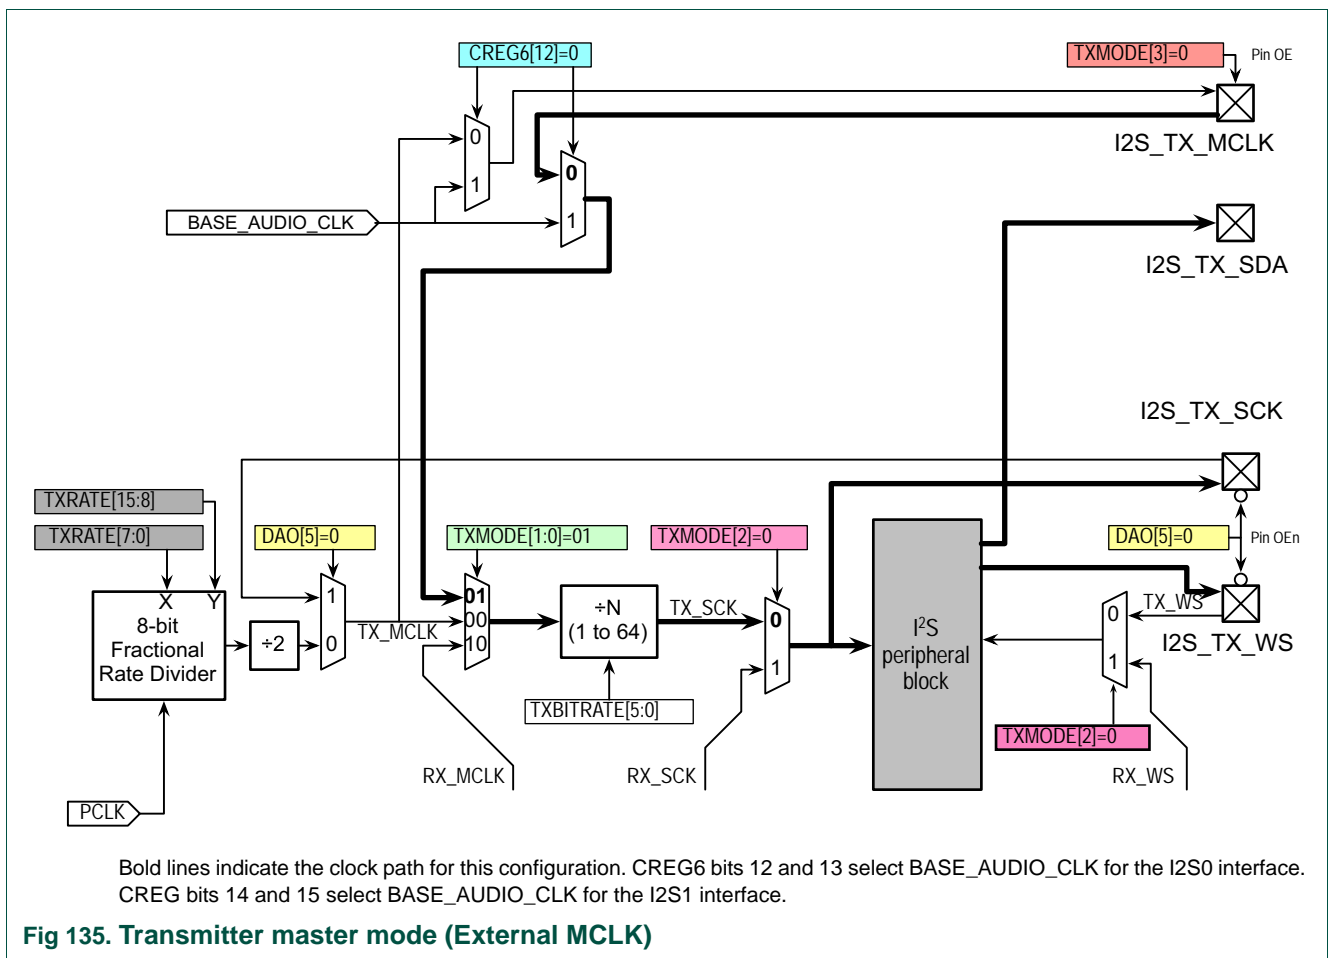 CREG6[12]=0
TXMODE[3]=0
Pin OE
0
1
I2S_TX_MCLK
0
1
BASE_AUDIO_CLK
I2S_TX_SDA
I2S_TX_SCK
TXRATE[15:8]
TXRATE[7:0]
DAO[5]=0
TXMODE[1:0]=01
TXMODE[2]=0
DAO[5]=0
Pin OEn
X Y
8-bit
Fractional
Rate Divider
÷2
1
0
TX_MCLK
01
00
10
÷N
(1 to 64)
TX_SCK
0
1
I2S
peripheral
block
0
1
TX_WS
I2S_TX_WS
TXBITRATE[5:0]
TXMODE[2]=0
RX_MCLK
RX_SCK
RX_WS
PCLK
Bold lines indicate the clock path for this configuration. CREG6 bits 12 and 13 select BASE_AUDIO_CLK for the I2S0 interface.
CREG bits 14 and 15 select BASE_AUDIO_CLK for the I2S1 interface.
Fig 135. Transmitter master mode (External MCLK)